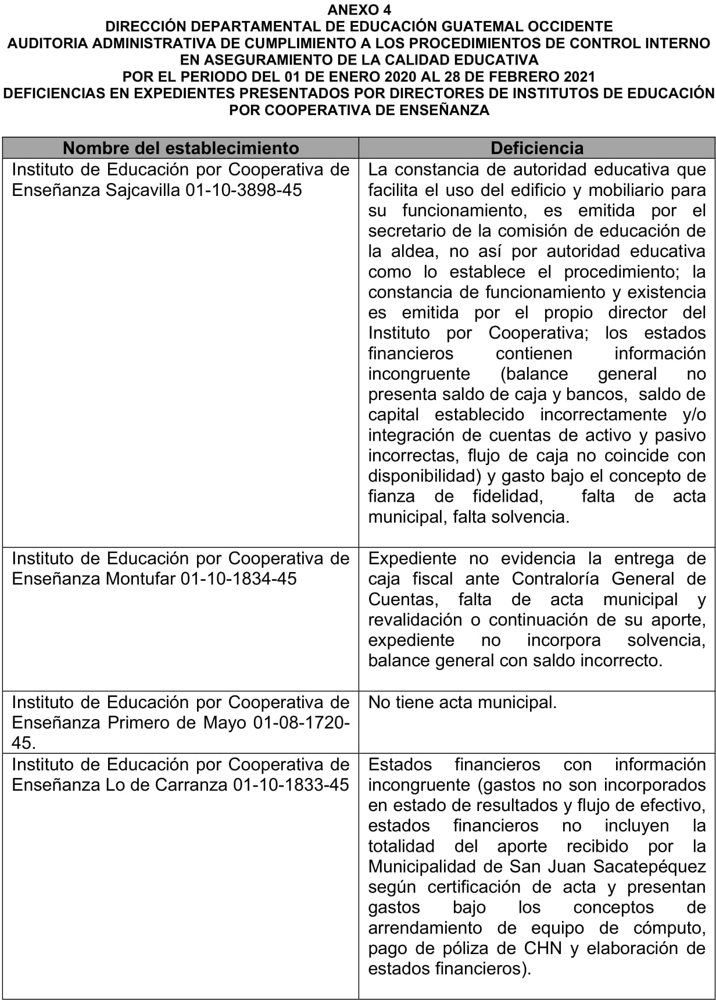 ANEXO 4
DIRECCIÓN DEPARTAMENTAL DE EDUCACIÓN GUATEMAL OCCIDENTE
AUDITORIA ADMINISTRATIVA DE CUMPLIMIENTO A LOS PROCEDIMIENTOS DE CONTROL INTERNO
EN ASEGURAMIENTO DE LA CALIDAD EDUCATIVA
POR EL PERIODO DEL 01 DE ENERO 2020 AL 28 DE FEBRERO 2021
DEFICIENCIAS EN EXPEDIENTES PRESENTADOS POR DIRECTORES DE INSTITUTOS DE EDUCACIÓN
POR COOPERATIVA DE ENSEÑANZA
Nombre del establecimiento
Deficiencia
Instituto de Educación por Cooperativa de
Enseñanza Sajcavilla 01-10-3898-45
La constancia de autoridad educativa que
facilita el uso del edificio y mobiliario para
su funcionamiento, es emitida por el
secretario de la comisión de educación de
la aldea, no así por autoridad educativa
como lo establece el procedimiento; la
constancia de funcionamiento y existencia
es emitida por el propio director del
Instituto por Cooperativa; los estados
financieros contienen información
incongruente (balance general no
presenta saldo de caja y bancos, saldo de
capital establecido incorrectamente y/o
integración de cuentas de activo y pasivo
incorrectas, flujo de caja no coincide con
disponibilidad) y gasto bajo el concepto de
fianza de fidelidad, falta de acta
municipal, falta solvencia.
Instituto de Educación por Cooperativa de
Enseñanza Montufar 01-10-1834-45
Expediente no evidencia la entrega de
caja fiscal ante Contraloría General de
Cuentas, falta de acta municipal y
revalidación o continuación de su aporte,
expediente no incorpora solvencia,
balance general con saldo incorrecto.
Instituto de Educación por Cooperativa de
Enseñanza Primero de Mayo 01-08-1720-
45.
No tiene acta municipal.
Instituto de Educación por Cooperativa de
Enseñanza Lo de Carranza 01-10-1833-45
Estados financieros con información
incongruente (gastos no son incorporados
en estado de resultados y flujo de efectivo,
estados financieros no incluyen la
totalidad del aporte recibido por la
Municipalidad de San Juan Sacatepéquez
según certificación de acta y presentan
gastos bajo los conceptos de
arrendamiento de equipo de cómputo,
pago de póliza de CHN y elaboración de
estados financieros).